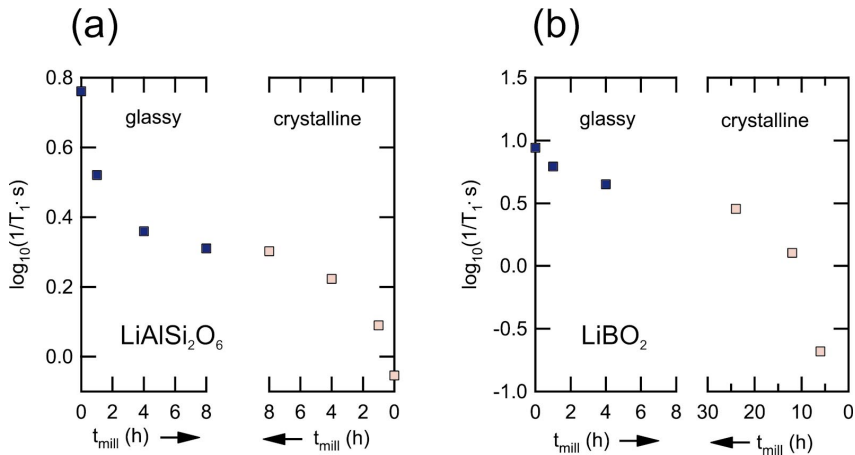 (a)
0.8
0.6
0.4
0.2
0.0
log10(1/T1· s)
glassy
crystalline
LiAlSi2O6
0 2 4 6 8
8 6 4 2 0
tmill (h)
tmill (h)
(b)
1.5
1.0
0.5
0.0
-0.5
-1.0
log10(1/T1· s)
glassy
crystalline
LiBO2
0 2 4 6 8
30 20 10 0
tmill (h)
tmill (h)